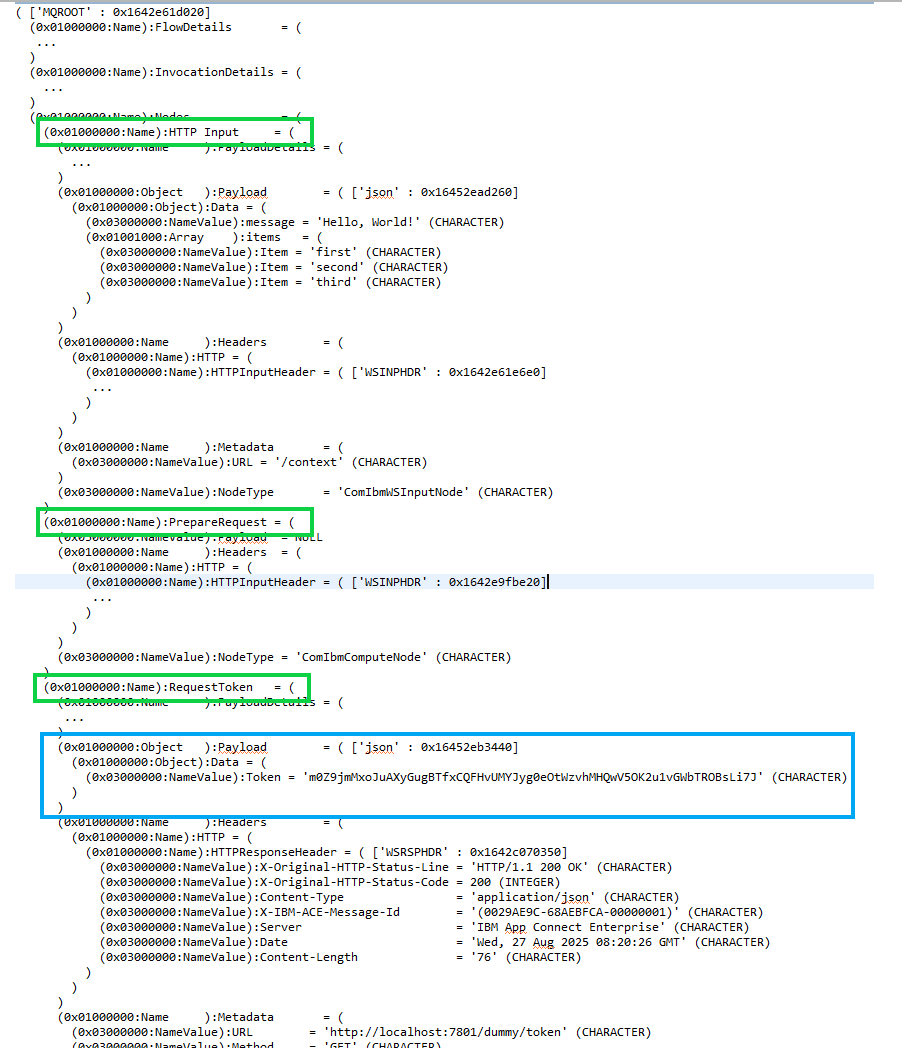 ( ['MQROOT' : 0x1642e61d020]
(0x01000000:Name):FlowDetails = (
...
)
(0x01000000:Name):InvocationDetails = (
...
)
(0x01000000:Name):Nodes = (
(0x01000000:Name):HTTP Input = (
(0x01000000:Name ):PayloadDetails = (
...
)
(0x01000000:Object ):Payload = ( ['json' : 0x16452ead260]
(0x01000000:Object):Data = (
(0x03000000:NameValue):message = 'Hello, World!' (CHARACTER)
(0x01001000:Array ):items = (
(0x03000000:NameValue):Item = 'first' (CHARACTER)
(0x03000000:NameValue):Item = 'second' (CHARACTER)
(0x03000000:NameValue):Item = 'third' (CHARACTER)
)
)
)
(0x01000000:Name ):Headers = (
(0x01000000:Name):HTTP = (
(0x01000000:Name):HTTPInputHeader = ( ['WSINPHDR' : 0x1642e61e6e0]
...
)
)
)
(0x01000000:Name ):Metadata = (
(0x03000000:NameValue):URL = '/context' (CHARACTER)
)
(0x03000000:NameValue):NodeType = 'ComIbmWSInputNode' (CHARACTER)
)
(0x01000000:Name):PrepareRequest = (
(0x03000000:NameValue):Payload = NULL
(0x01000000:Name ):Headers = (
(0x01000000:Name):HTTP = (
(0x01000000:Name):HTTPInputHeader = ( ['WSINPHDR' : 0x1642e9fbe20]
...
)
)
)
(0x03000000:NameValue):NodeType = 'ComIbmComputeNode' (CHARACTER)
)
(0x01000000:Name):RequestToken = (
(0x01000000:Name ):PayloadDetails = (
...
)
(0x01000000:Object ):Payload = ( ['json' : 0x16452eb3440]
(0x01000000:Object):Data = (
(0x03000000:NameValue):Token = 'm0Z9jmMxoJuAXyGugBTfxCQFHvUMYJyg0eOtWzvhMHQwV5OK2u1vGWbTROBsLi7J' (CHARACTER)
)
)
(0x01000000:Name ):Headers = (
(0x01000000:Name):HTTP = (
(0x01000000:Name):HTTPResponseHeader = ( ['WSRSPHDR' : 0x1642c070350]
(0x03000000:NameValue):X-Original-HTTP-Status-Line = 'HTTP/1.1 200 OK' (CHARACTER)
(0x03000000:NameValue):X-Original-HTTP-Status-Code = 200 (INTEGER)
(0x03000000:NameValue):Content-Type = 'application/json' (CHARACTER)
(0x03000000:NameValue):X-IBM-ACE-Message-Id = '(0029AE9C-68AEBFCA-00000001)' (CHARACTER)
(0x03000000:NameValue):Server = 'IBM App Connect Enterprise' (CHARACTER)
(0x03000000:NameValue):Date = 'Wed, 27 Aug 2025 08:20:26 GMT' (CHARACTER)
(0x03000000:NameValue):Content-Length = '76' (CHARACTER)
)
)
)
(0x01000000:Name ):Metadata = (
(0x03000000:NameValue):URL = 'http://localhost:7801/dummy/token' (CHARACTER)
(0x03000000:NameValue):Method = 'GET' (CHARACTER)